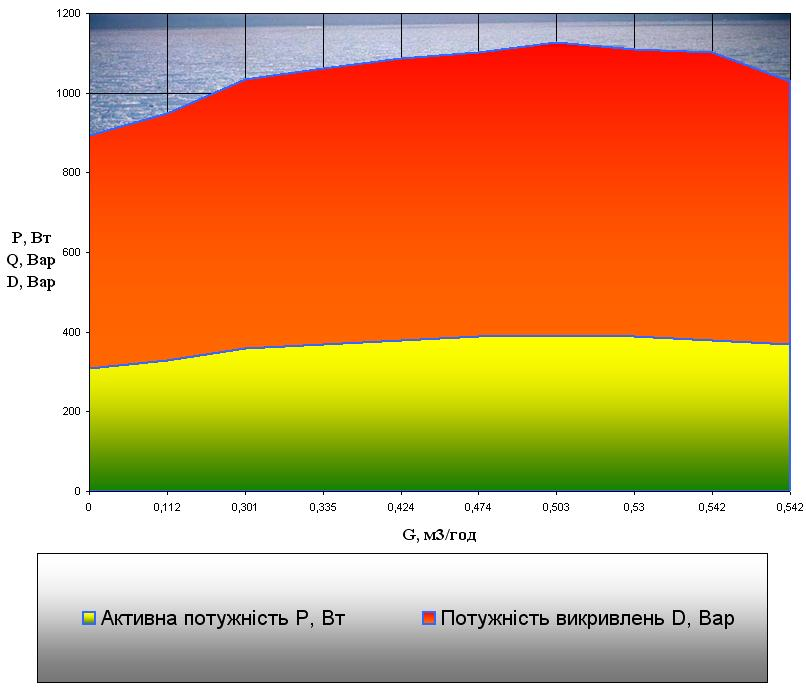 1200
1000
800
600
400
200
0
P, Вт
Q, Вар
D, Вар
0 0,112 0,301 0,335 0,424 0,474 0,503 0,53 0,542 0,542
G, м3/год
Активна потужність P, Вт Потужність викривлень D, Вар